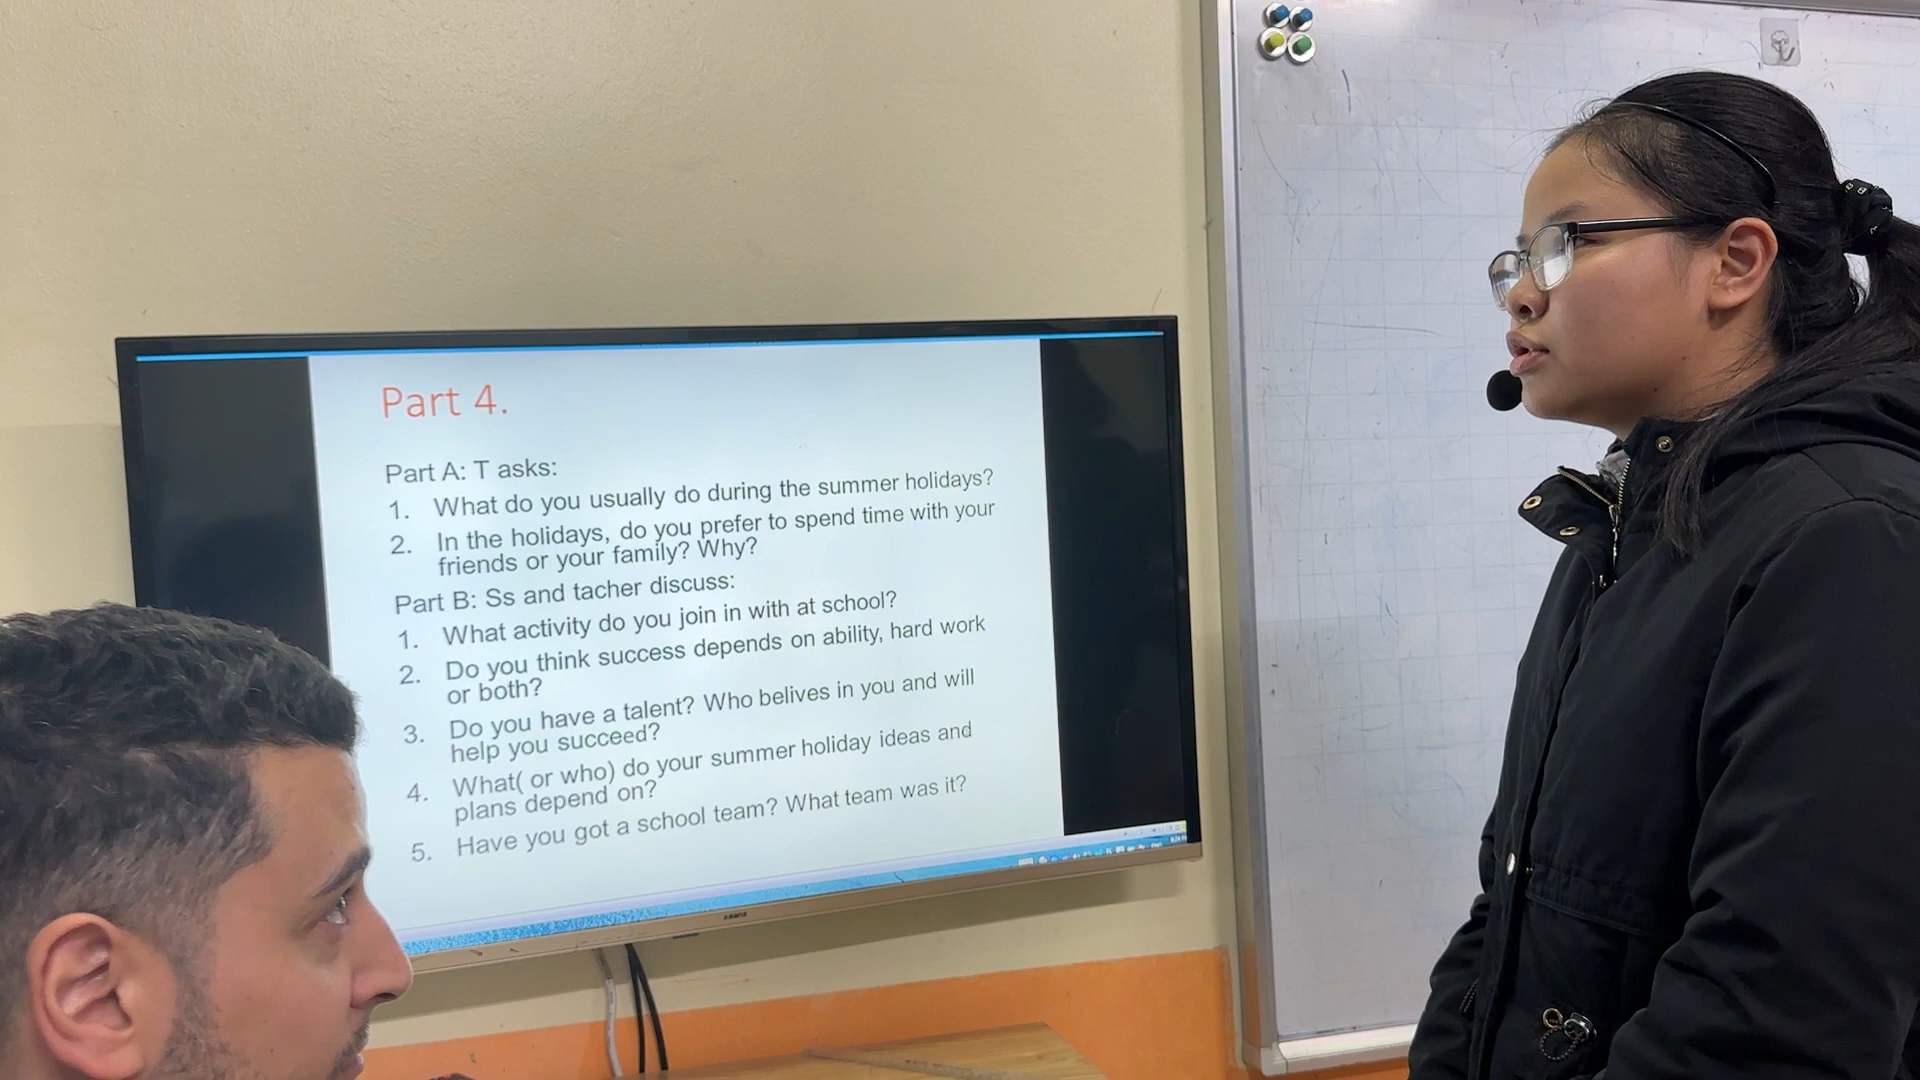 Part 4.
Part A: T asks:
1. What do you usually do during the summer holidays?
2. In the holidays, do you prefer to spend time with your
friends or your family? Why?
Part B: Ss and tacher discuss:
1. What activity do you join in with at school?
2. Do you think success depends on ability, hard work
or both?
3. Do you have a talent? Who belives in you and will
help you succeed?
4. What( or who) do your summer holiday ideas and
plans depend on?
5. Have you got a school team? What team was it?